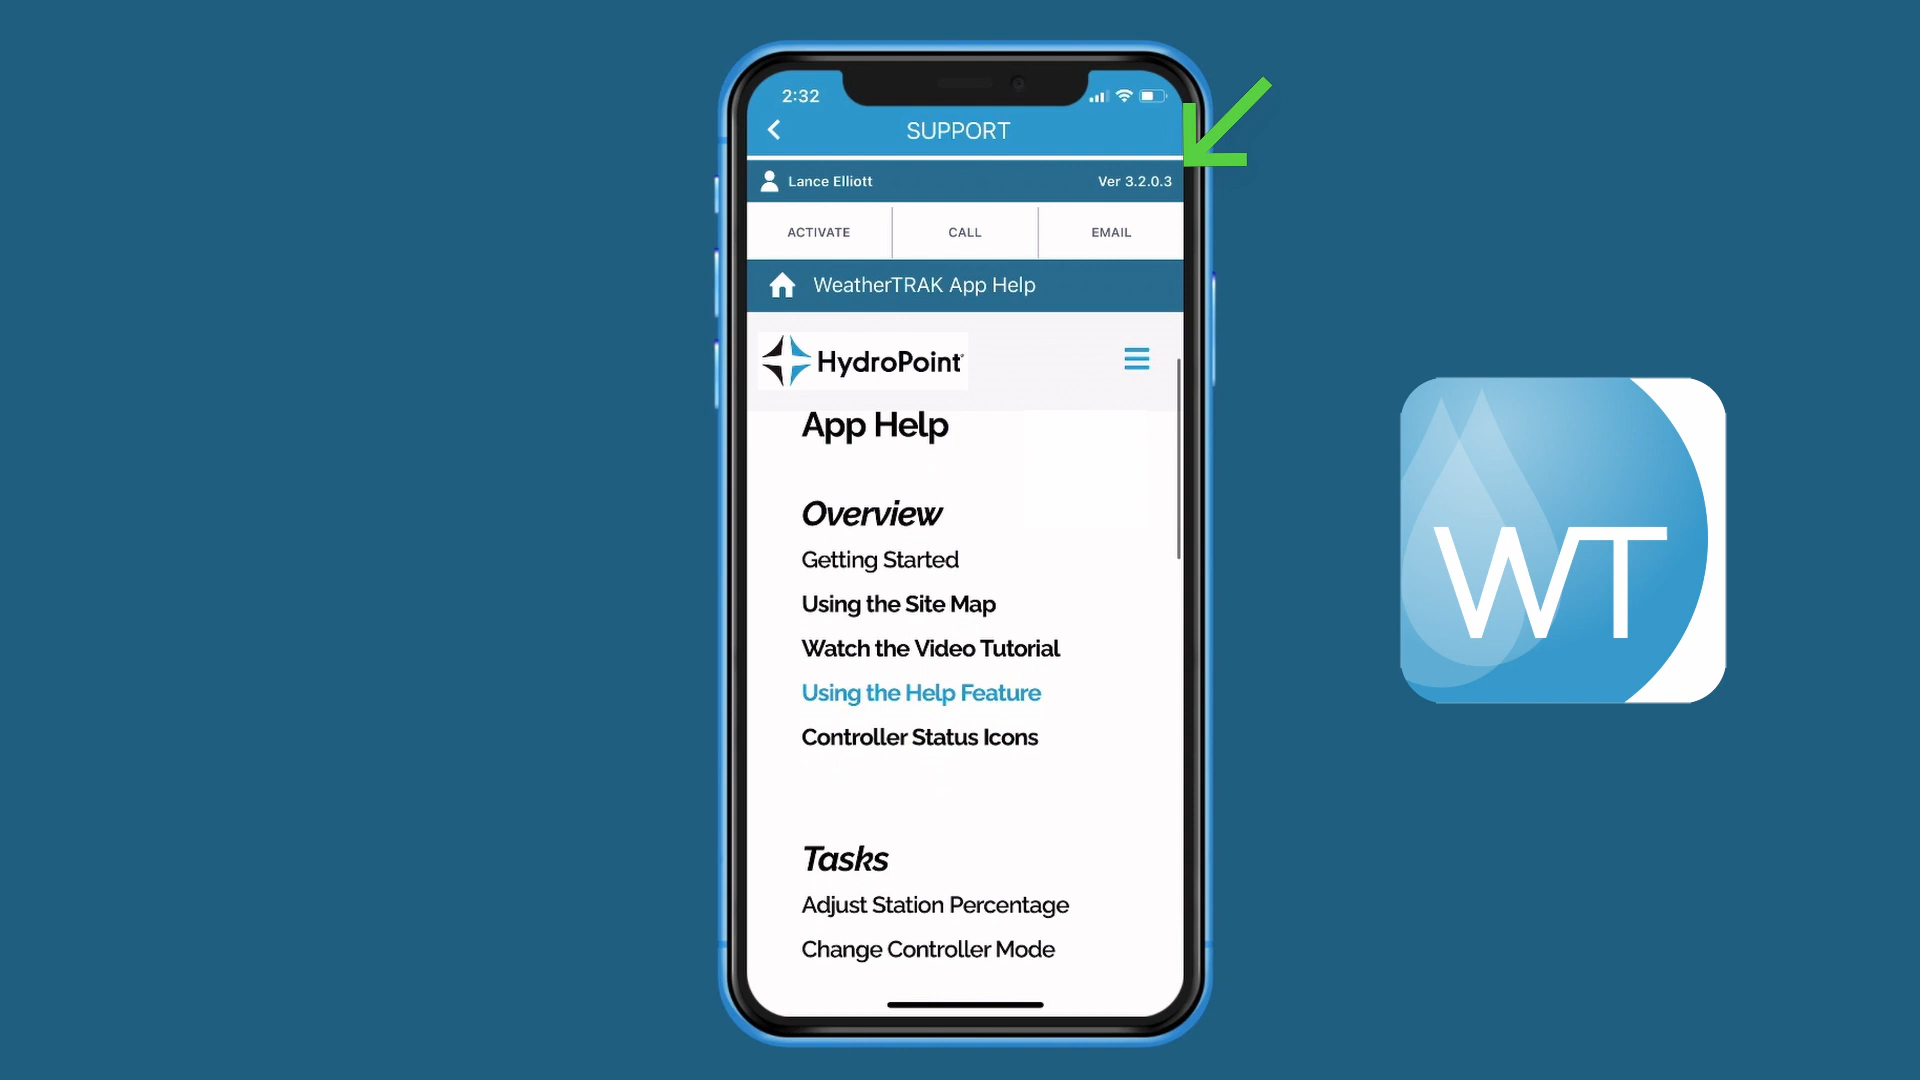 2:32
SUPPORT
Lance Elliott
Ver 3.2.0.3
ACTIVATE
CALL
EMAIL
WeatherTRAK App Help
HydroPoint
App Help
Overview
Getting Started
Using the Site Map
Watch the Video Tutorial
Using the Help Feature
Controller Status Icons
Tasks
Adjust Station Percentage
Change Controller Mode
WT